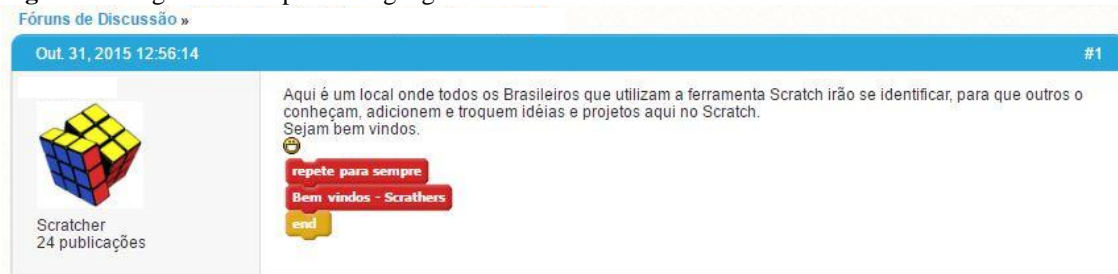 Fóruns de Discussão »
Out. 31, 2015 12:56:14
#1
Aqui é um local onde todos os Brasileiros que utilizam a ferramenta Scratch irão se identificar, para que outros o
conheçam, adicionem e troquem idéias e projetos aqui no Scratch.
Sejam bem vindos.
repete para sempre
Bem vindos - Scrathers
end
Scratcher
24 publicações